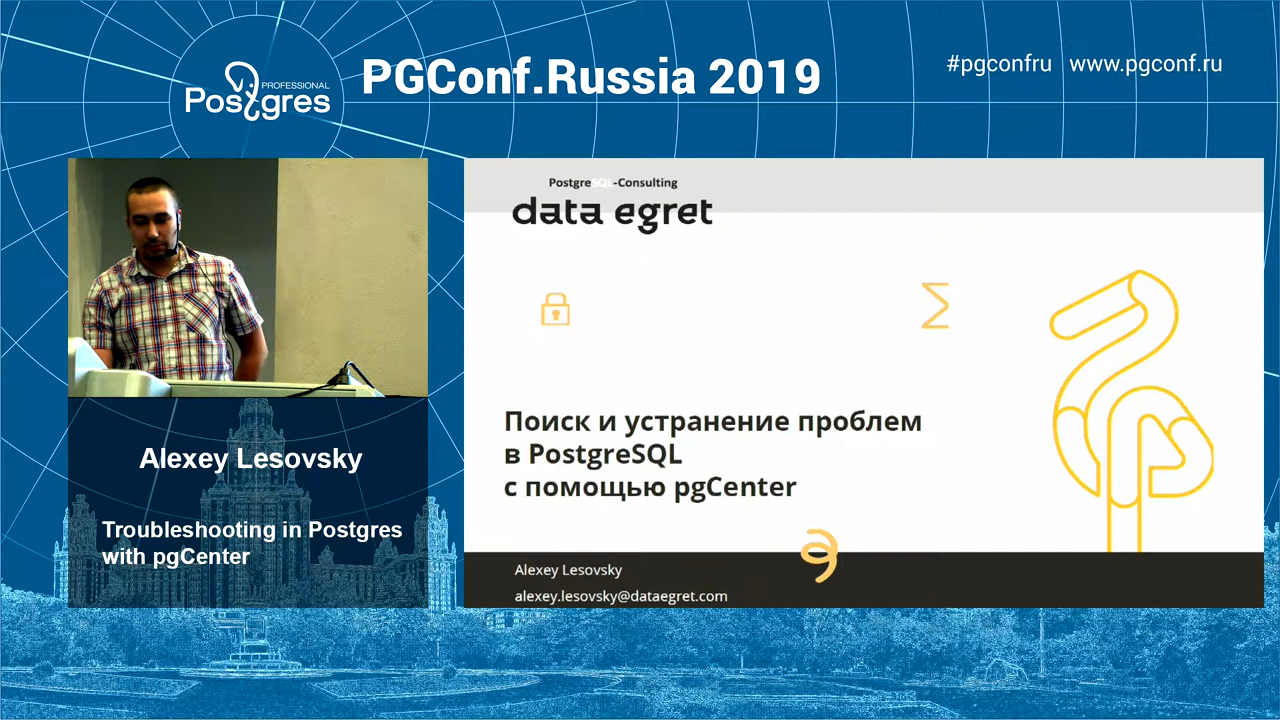 PROFESSIONAL
Postgres
PGConf.Russia 2019
#pgconfru www.pgconf.ru
PostgreSQL-Consulting
data egret
Поиск и устранение проблем
в PostgreSQL
с помощью pgCenter
Alexey Lesovsky
alexey.lesovsky@dataegret.com
Alexey Lesovsky
Troubleshooting in Postgres
with pgCenter